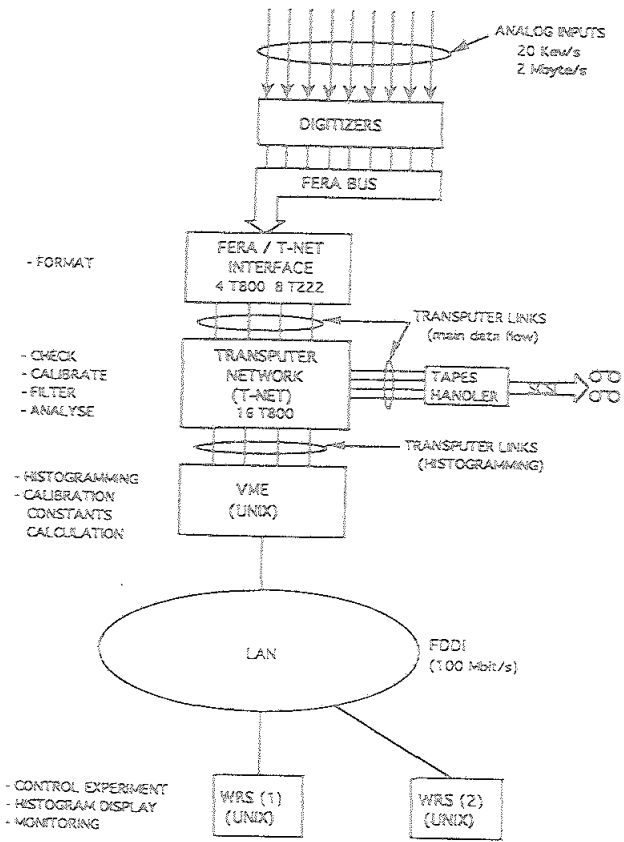 ANALOG INPUTS
20 Kev/s
2 Mbyte/s
DIGITIZERS
FERA BUS
- FORMAT
FERA / T-NET
INTERFACE
4 T800 8 T222
TRANSPUTER LINKS
(main data flow)
- CHECK
- CALIBRATE
- FILTER
- ANALYSE
TRANSPUTER
NETWORK
(T-NET)
16 T800
TAPES
HANDLER
SCSI
TRANSPUTER LINKS
(HISTOGRAMMING)
- HISTOGRAMMING
- CALIBRATION
CONSTANTS
CALCULATION
VME
(UNIX)
LAN
FDDI
(100 Mbit/s)
- CONTROL EXPERIMENT
- HISTOGRAM DISPLAY
- MONITORING
WRS (1)
(UNIX)
WRS (2)
(UNIX)